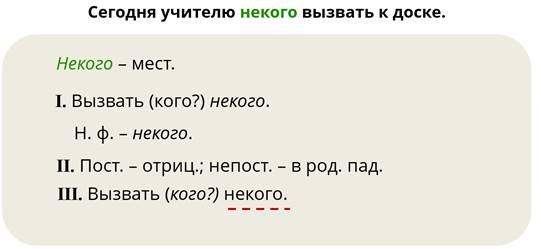 Сегодня учителю некого вызвать к доске.
Некого – мест.
I. Вызвать (кого?) некого.
Н. ф. – некого.
II. Пост. – отриц.; непост. – в род. пад.
III. Вызвать (кого?) некого.